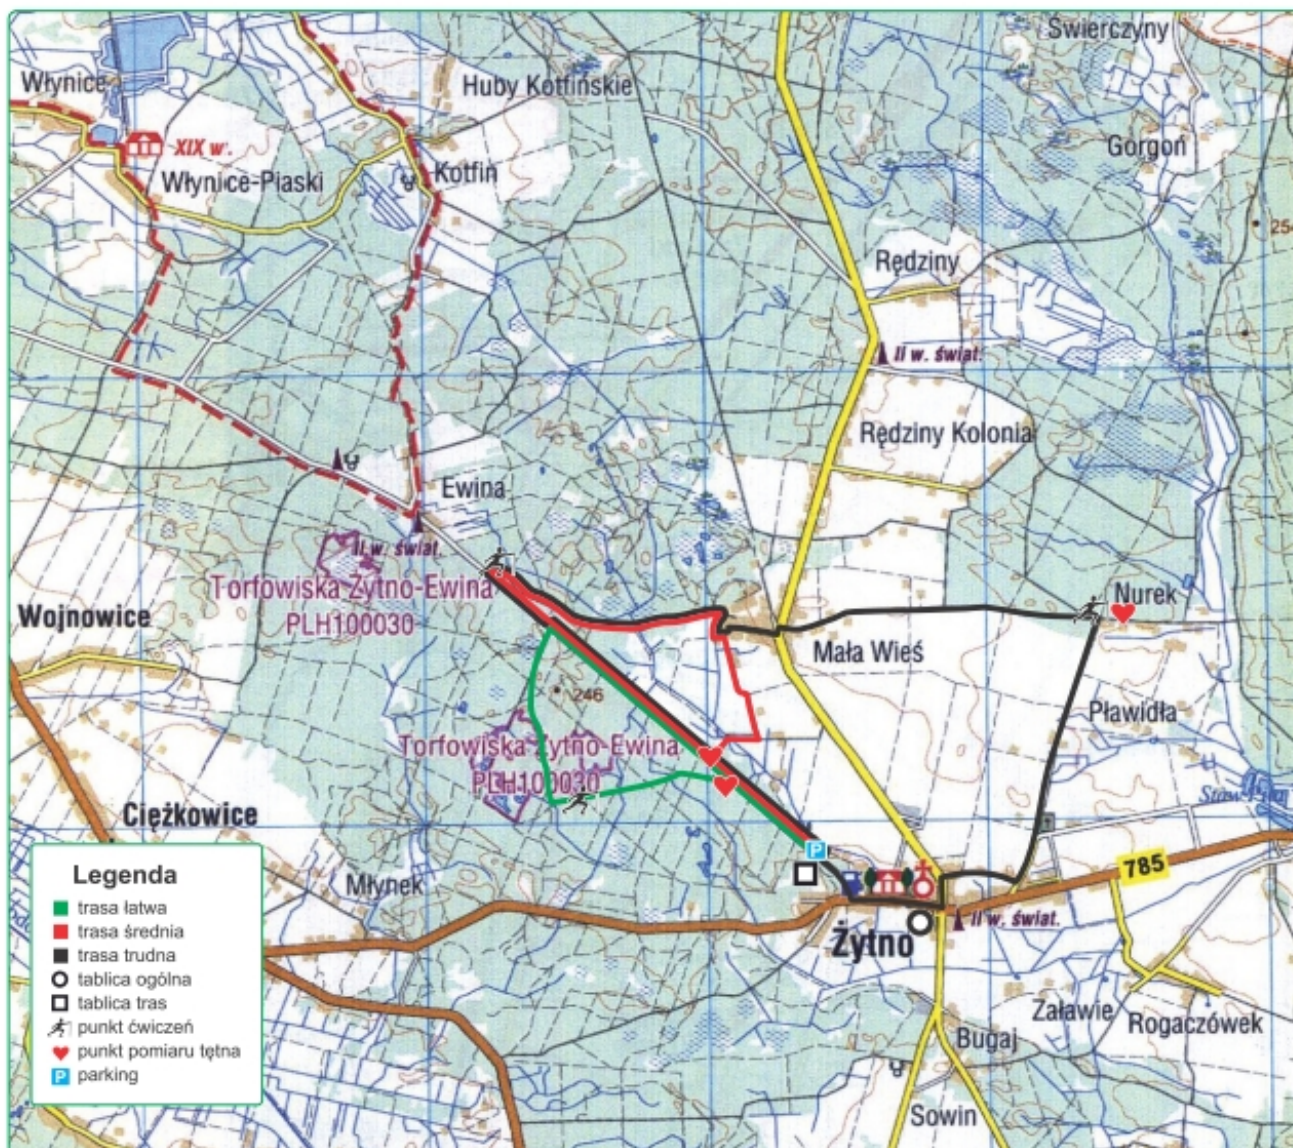 Świerczyny
Włynice
Huby Kotfińskie
XIX w.
Gorgoń
Włynice-Piaski
Kotfin
254
Rędziny
II w. świat.
Rędziny Kolonia
Ewina
II w. świat.
Torfowiska Żytno-Ewina
PLH100030
Nurek
Wojnowice
Mała Wieś
246
Pławidła
Torfowiska Żytno-Ewina
PLH100030
Ciężkowice
P
785
Młynek
II w. świat.
Żytno
Załawie
Rogaczówek
Bugaj
Sowin
Legenda
trasa łatwa
trasa średnia
trasa trudna
tablica ogólna
tablica tras
punkt ćwiczeń
punkt pomiaru tętna
P parking